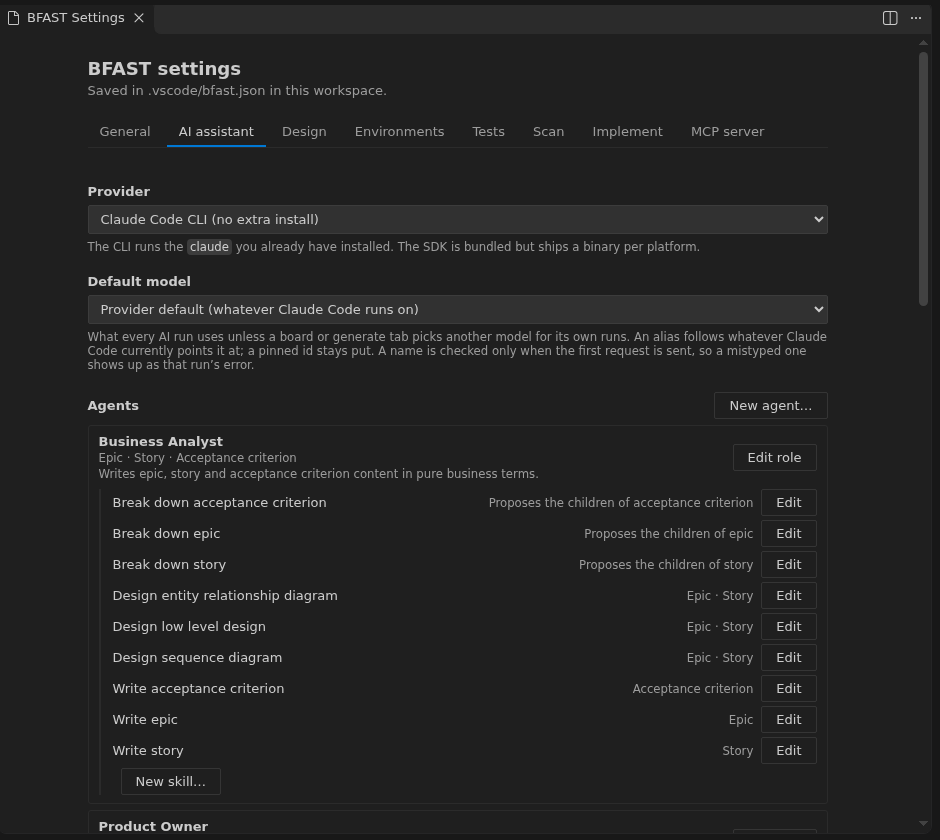 BFAST Settings
BFAST settings
Saved in .vscode/bfast.json in this workspace.
General AI assistant Design Environments Tests Scan Implement MCP server
Provider
Claude Code CLI (no extra install)
The CLI runs the claude you already have installed. The SDK is bundled but ships a binary per platform.
Default model
Provider default (whatever Claude Code runs on)
What every AI run uses unless a board or generate tab picks another model for its own runs. An alias follows whatever Claude
Code currently points it at; a pinned id stays put. A name is checked only when the first request is sent, so a mistyped one
shows up as that run’s error.
Agents New agent…
Business Analyst
Epic · Story · Acceptance criterion
Writes epic, story and acceptance criterion content in pure business terms.
Edit role
Break down acceptance criterion Proposes the children of acceptance criterion Edit
Break down epic Proposes the children of epic Edit
Break down story Proposes the children of story Edit
Design entity relationship diagram Epic · Story Edit
Design low level design Epic · Story Edit
Design sequence diagram Epic · Story Edit
Write acceptance criterion Acceptance criterion Edit
Write epic Epic Edit
Write story Story Edit
New skill…
Product Owner